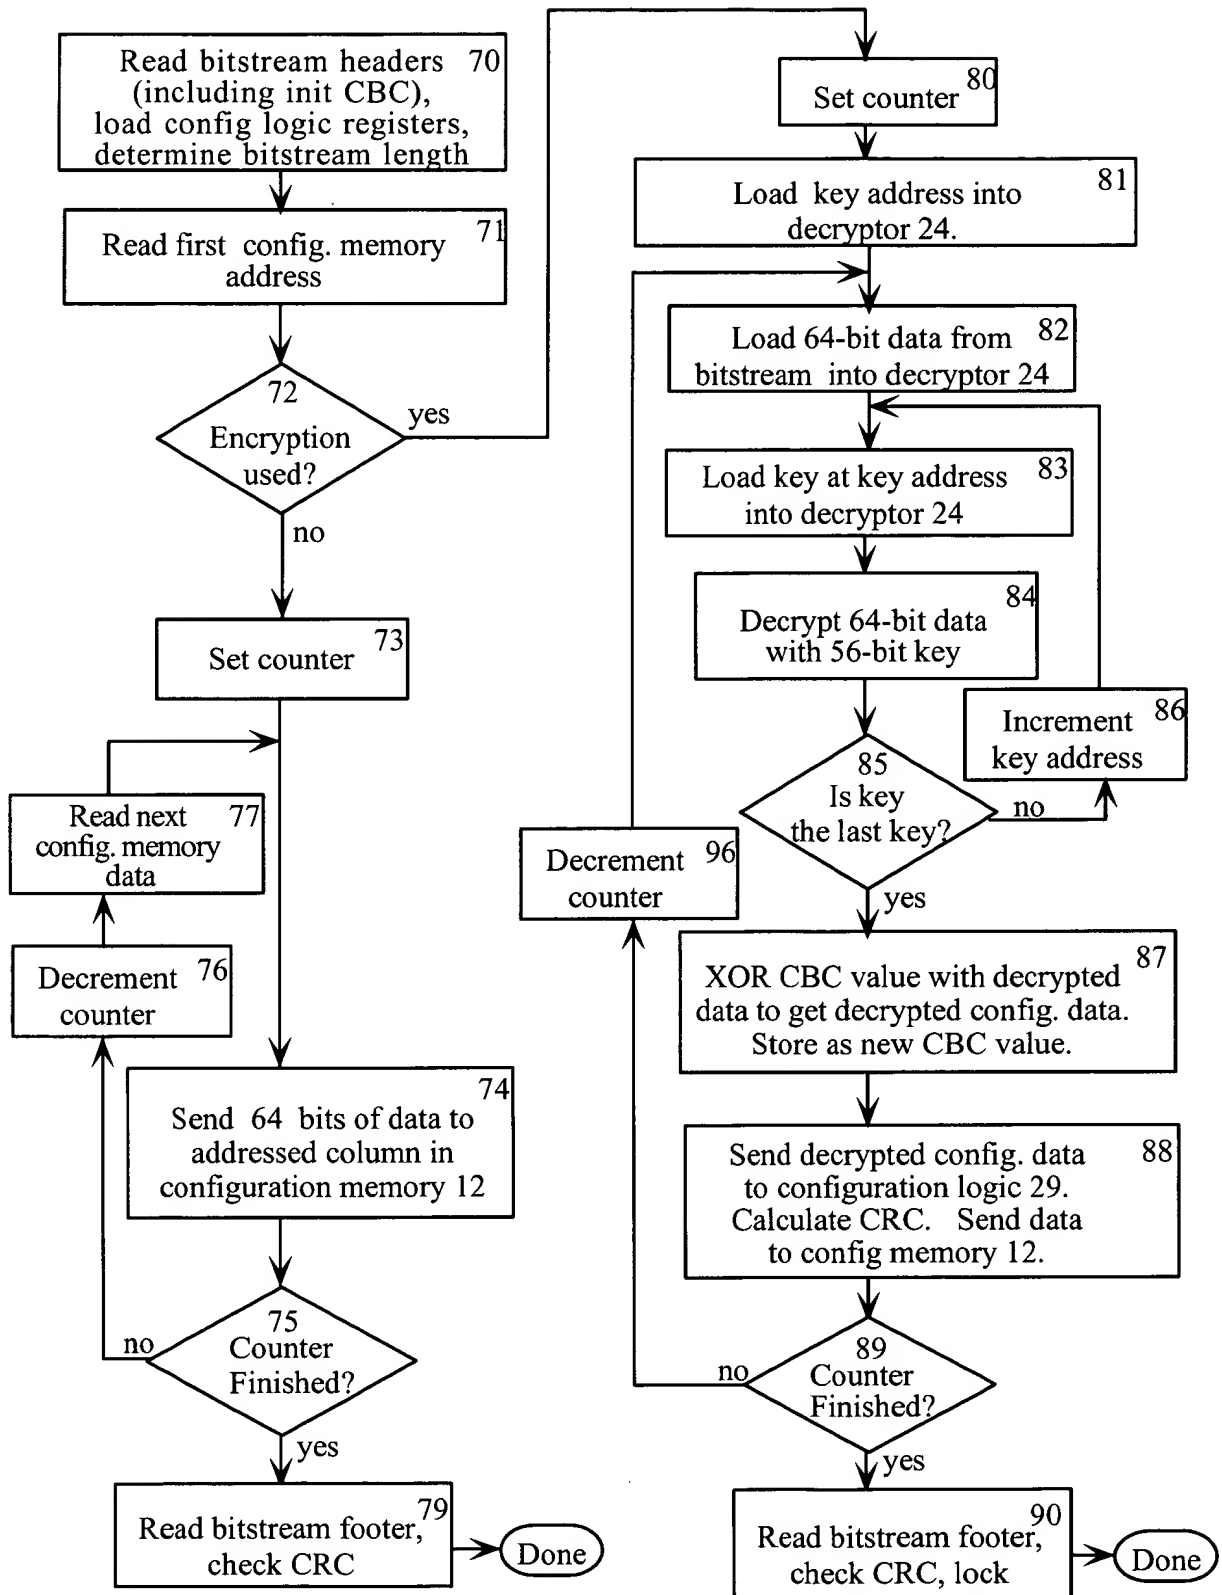 Read bitstream headers 70
(including init CBC),
load config logic registers,
determine bitstream length
Read first config. memory 71
address
72
Encryption
used?
yes
no
73
Set counter
Read next 77
config. memory
data
Decrement 76
counter
74
Send 64 bits of data to
addressed column in
configuration memory 12
75
Counter
Finished?
no
yes
79
Read bitstream footer,
check CRC
Done
80
Set counter
81
Load key address into
decryptor 24.
Load 64-bit data from 82
bitstream into decryptor 24
Load key at key address 83
into decryptor 24
84
Decrypt 64-bit data
with 56-bit key
Increment 86
key address
85
Is key
the last key?
no
yes
Decrement 96
counter
87
XOR CBC value with decrypted
data to get decrypted config. data.
Store as new CBC value.
Send decrypted config. data 88
to configuration logic 29.
Calculate CRC. Send data
to config memory 12.
89
Counter
Finished?
no
yes
90
Read bitstream footer,
check CRC, lock
Done